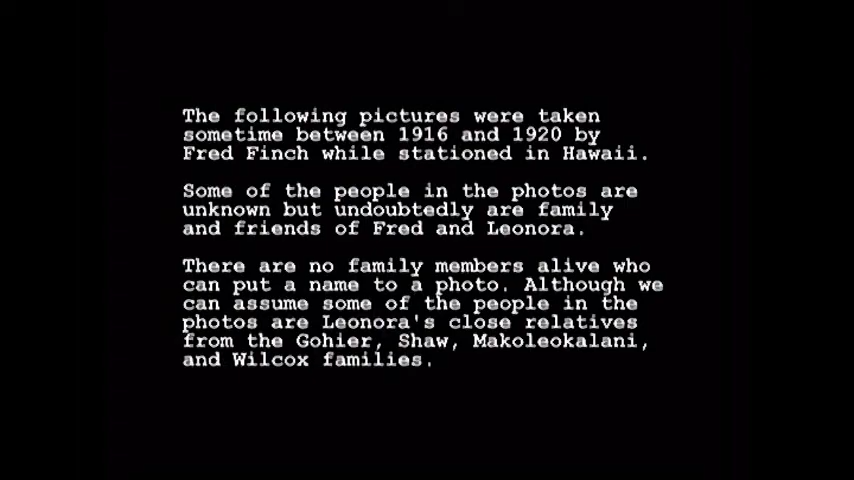 The following pictures were taken
sometime between 1916 and 1920 by
Fred Finch while stationed in Hawaii.
Some of the people in the photos are
unknown but undoubtedly are family
and friends of Fred and Leonora.
There are no family members alive who
can put a name to a photo. Although we
can assume some of the people in the
photos are Leonora's close relatives
from the Gohier, Shaw, Makoleokalani,
and Wilcox families.